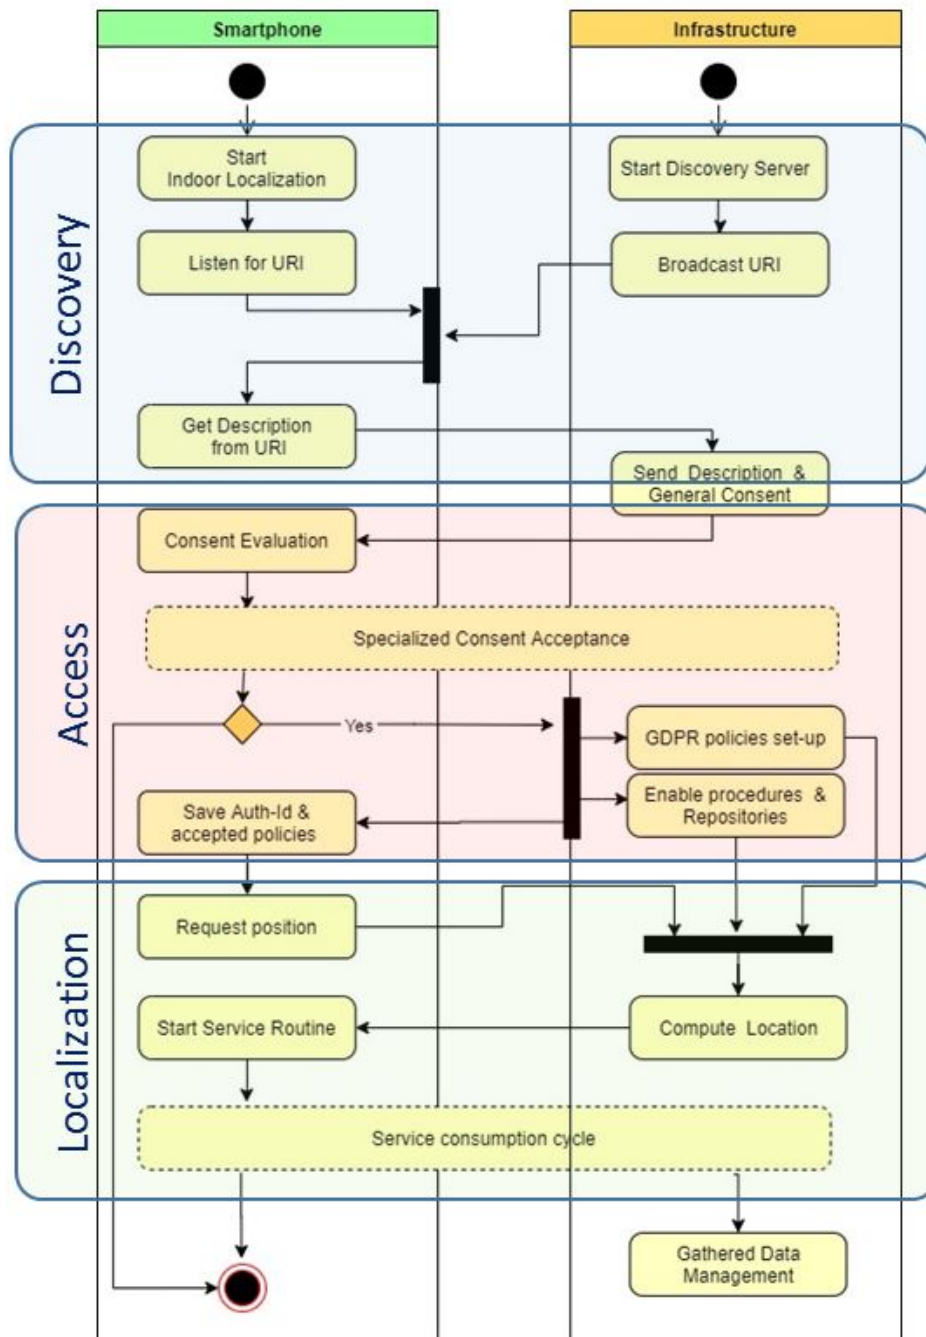 Smartphone
Infrastructure
Discovery
Start
Indoor Localization
Start Discovery Server
Listen for URI
Broadcast URI
Get Description
from URI
Send Description &
General Consent
Access
Consent Evaluation
Specialized Consent Acceptance
Yes
GDPR policies set-up
Enable procedures &
Repositories
Save Auth-Id &
accepted policies
Localization
Request position
Start Service Routine
Compute Location
Service consumption cycle
Gathered Data
Management